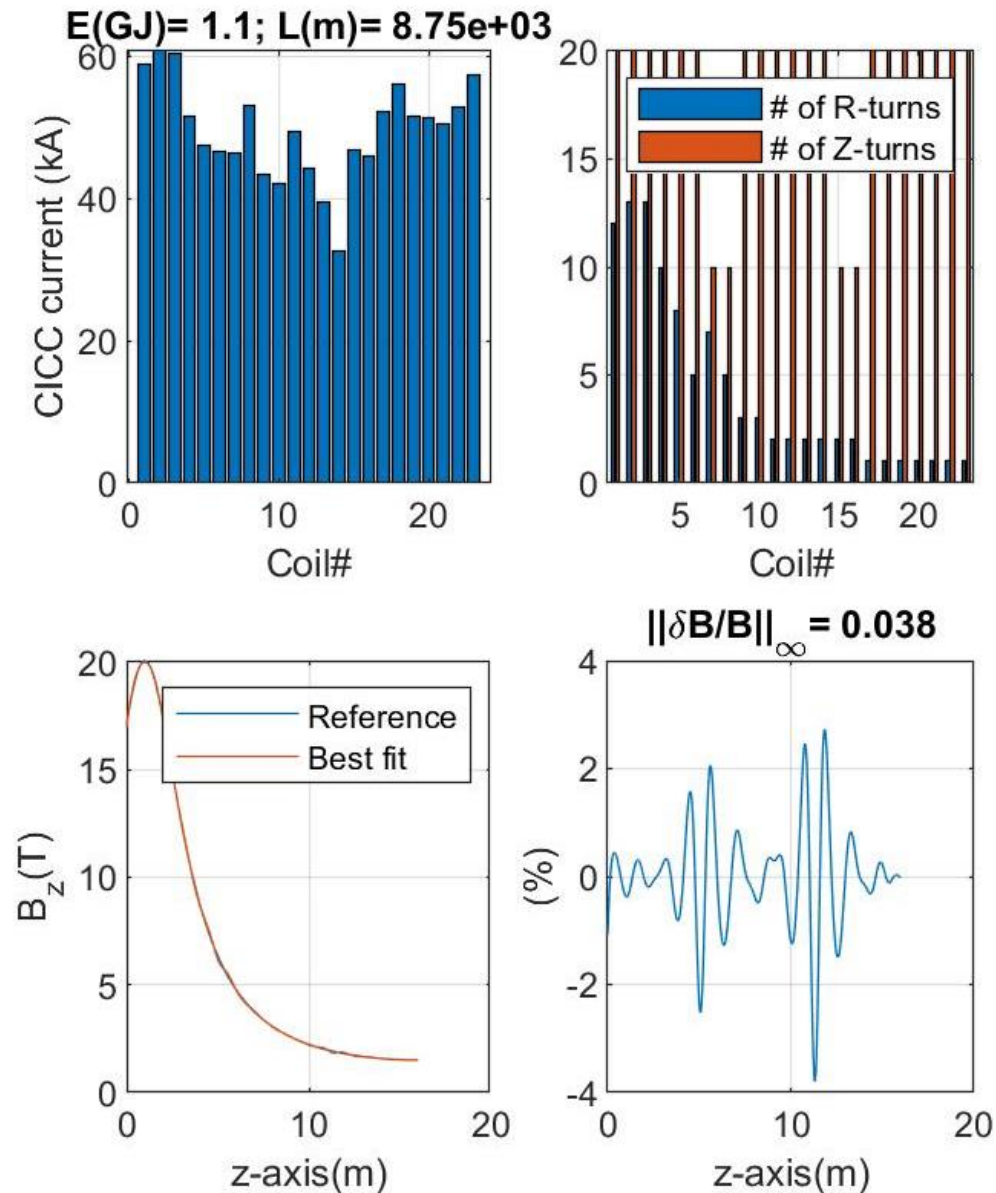 E(GJ)= 1.1; L(m)= 8.75e+03
60
40
20
0
CICC current (kA)
0 10 20
Coil#
20
15
10
5
0
# of R-turns
# of Z-turns
5 10 15 20
Coil#
20
15
10
5
0
B_z(T)
Reference
Best fit
0 10 20
z-axis(m)
||δB/B||_∞ = 0.038
4
2
0
-2
-4
(%)
0 10 20
z-axis(m)